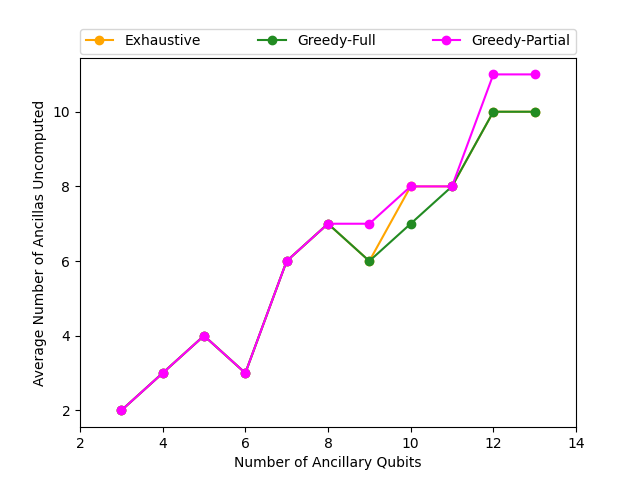 Exhaustive Greedy-Full Greedy-Partial
Average Number of Ancillas Uncomputed
10
8
6
4
2
2 4 6 8 10 12 14
Number of Ancillary Qubits